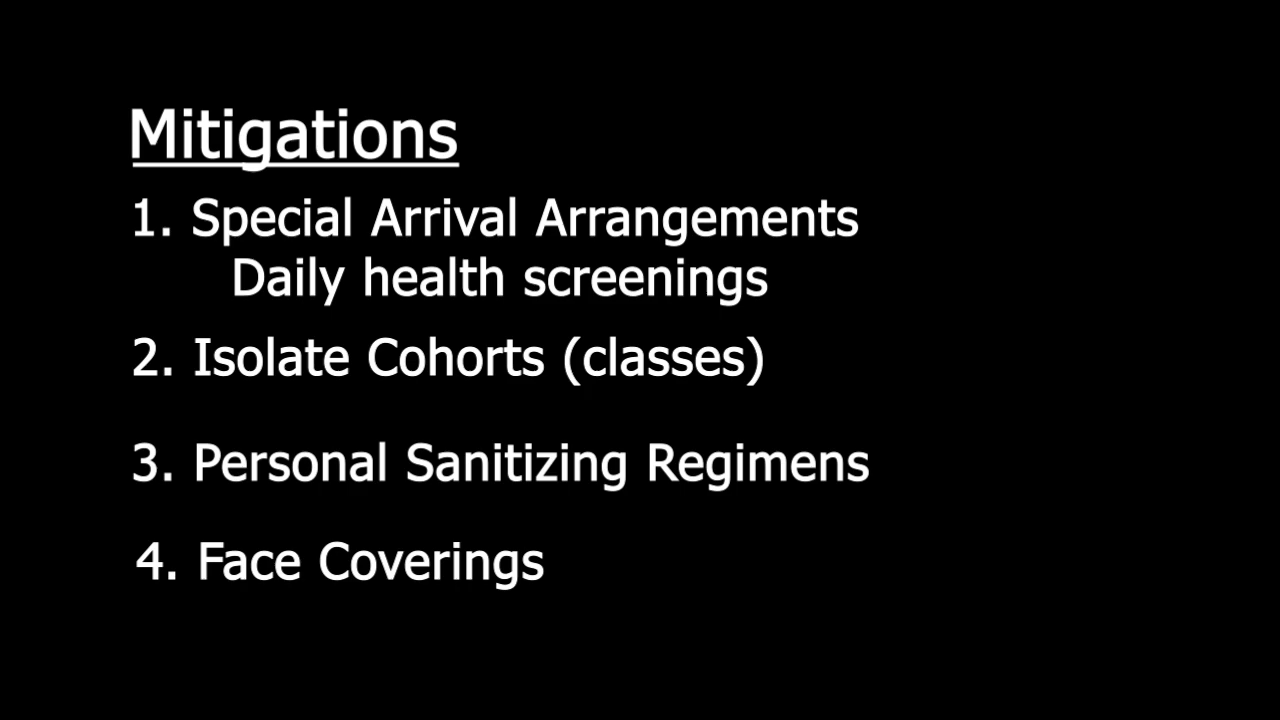 Mitigations
1. Special Arrival Arrangements
Daily health screenings
2. Isolate Cohorts (classes)
3. Personal Sanitizing Regimens
4. Face Coverings